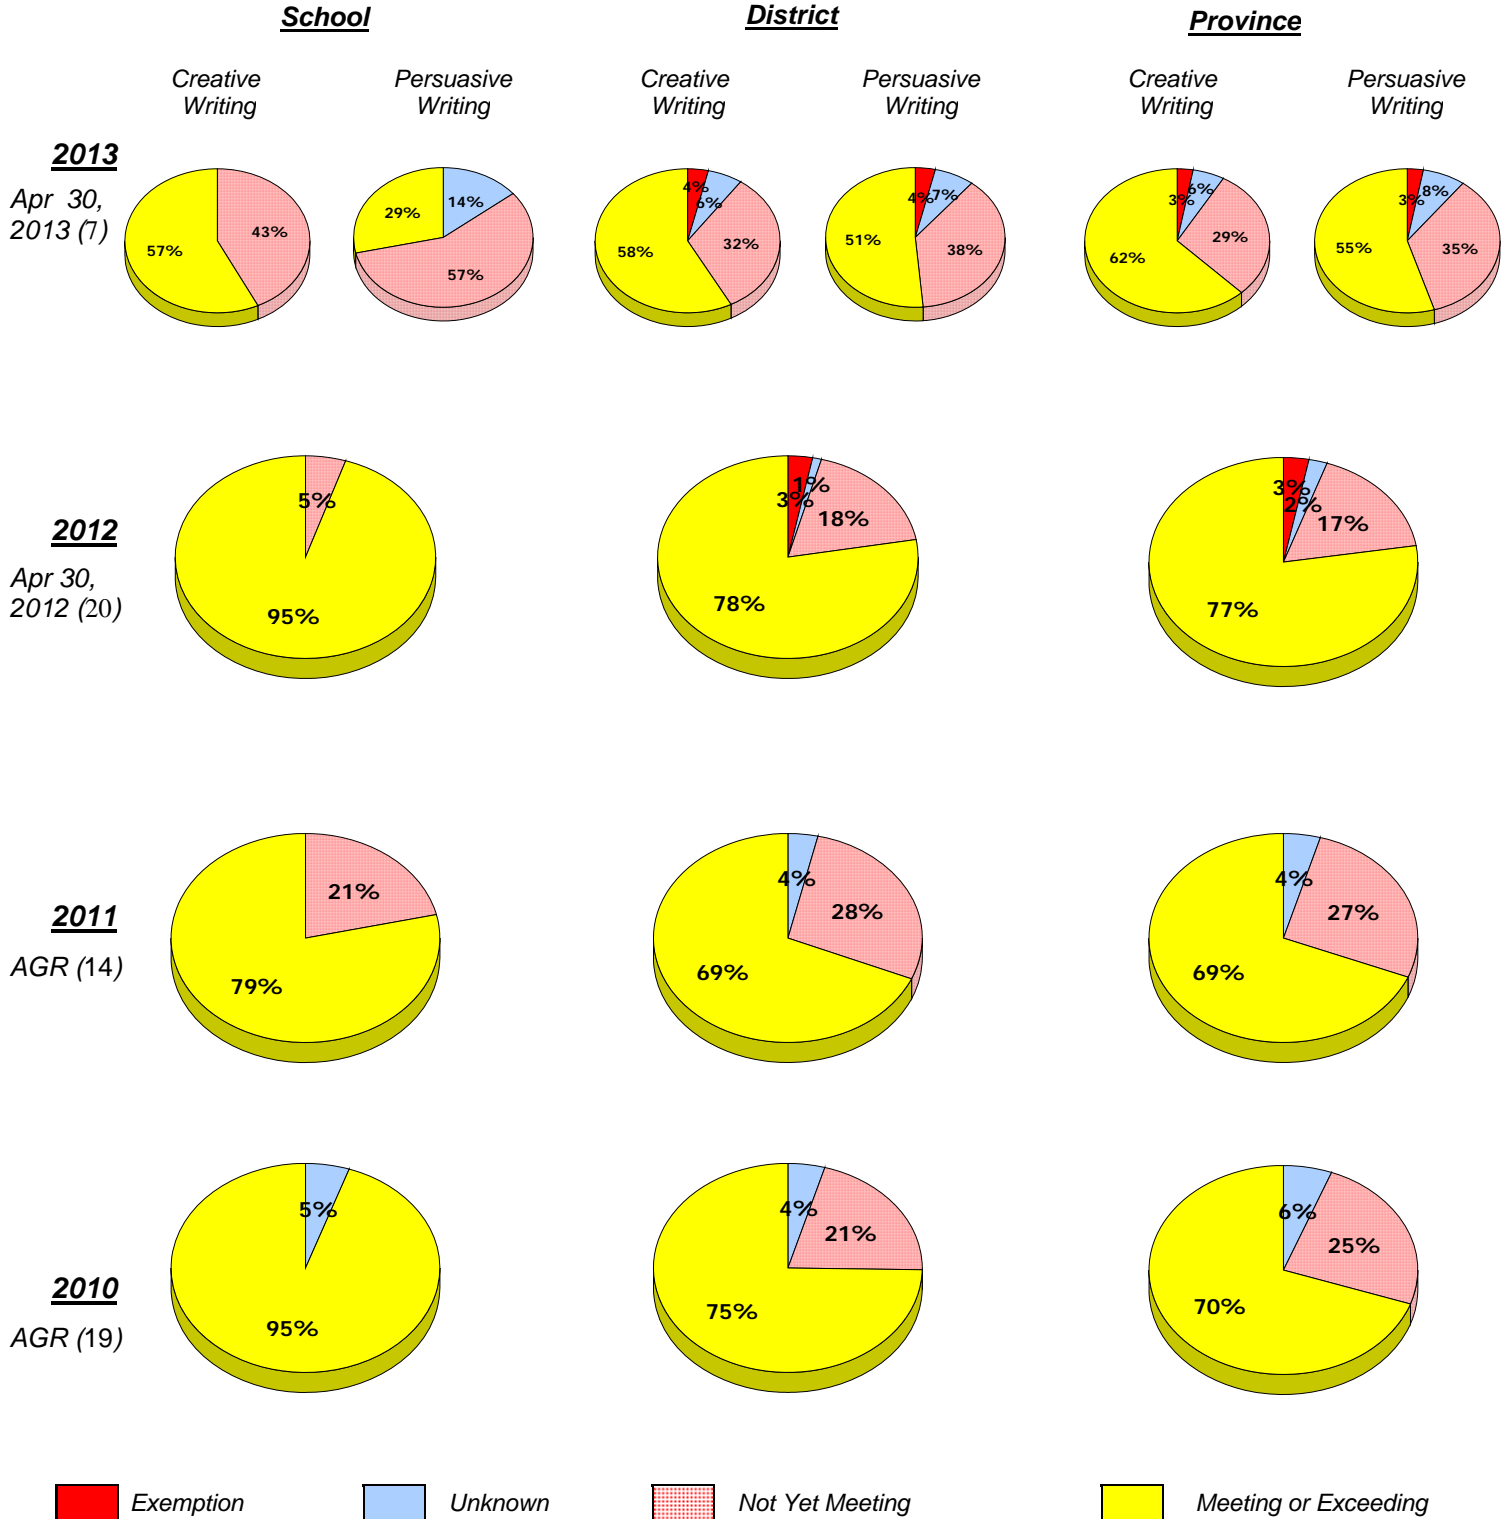 School
District
Province
Creative
Writing
Persuasive
Writing
Creative
Writing
Persuasive
Writing
Creative
Writing
Persuasive
Writing
2013
Apr 30,
2013 (7)
57%
43%
29%
14%
57%
4%
6%
58%
32%
4%
7%
51%
38%
3%
6%
62%
29%
3%
8%
55%
35%
2012
Apr 30,
2012 (20)
5%
95%
3%
1%
18%
78%
3%
2%
17%
77%
2011
AGR (14)
21%
79%
4%
28%
69%
4%
27%
69%
2010
AGR (19)
5%
95%
4%
21%
75%
6%
25%
70%
Exemption
Unknown
Not Yet Meeting
Meeting or Exceeding